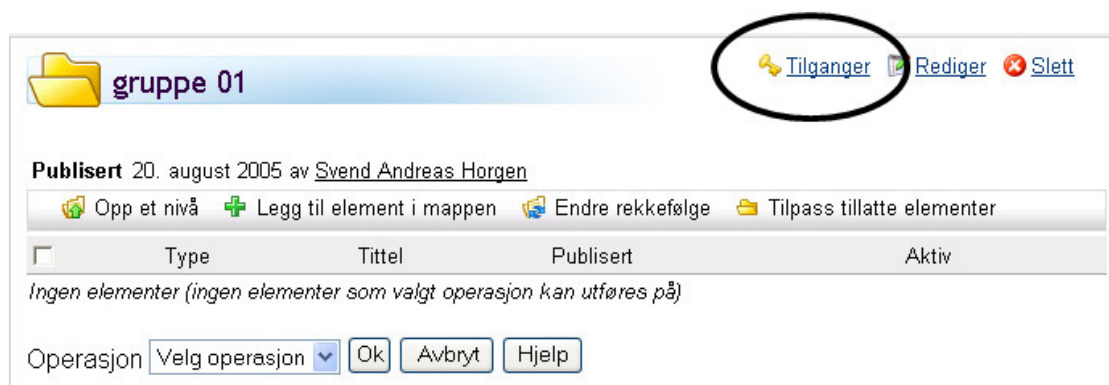 gruppe 01
Tilganger Rediger Slett
Publisert 20. august 2005 av Svend Andreas Horgen
Opp et nivå Legg til element i mappen Endre rekkefølge Tilpass tillatte elementer
Type Tittel Publisert Aktiv
Ingen elementer (ingen elementer som valgt operasjon kan utføres på)
Operasjon Velg operasjon Ok Avbryt Hjelp